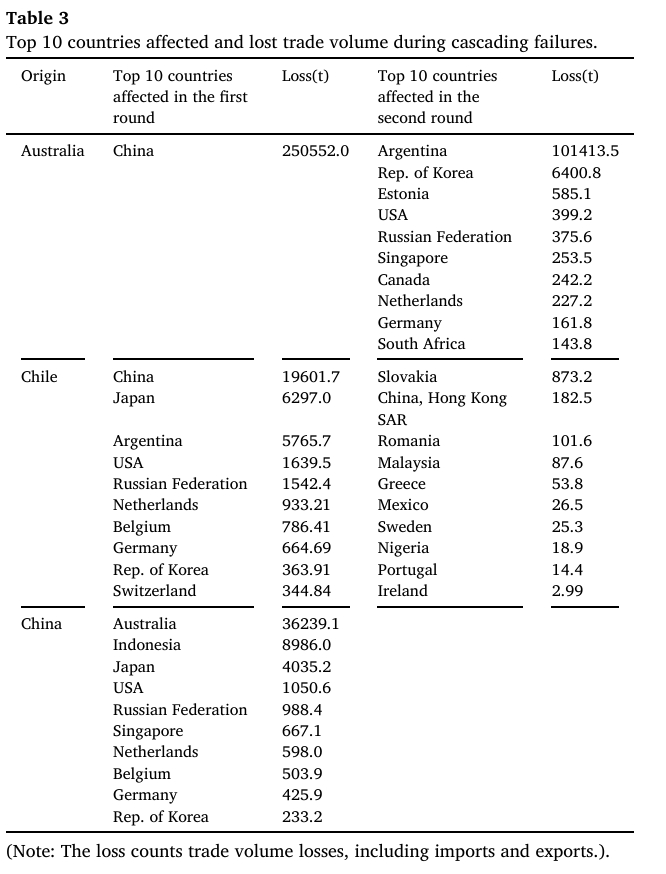 Table 3
Top 10 countries affected and lost trade volume during cascading failures.
Origin Top 10 countries affected in the first round Loss(t) Top 10 countries affected in the second round Loss(t)
Australia China 250552.0 Argentina 101413.5
Rep. of Korea 6400.8
Estonia 585.1
USA 399.2
Russian Federation 375.6
Singapore 253.5
Canada 242.2
Netherlands 227.2
Germany 161.8
South Africa 143.8
Chile China 19601.7 Slovakia 873.2
Japan 6297.0 China, Hong Kong SAR 182.5
Argentina 5765.7 Romania 101.6
USA 1639.5 Malaysia 87.6
Russian Federation 1542.4 Greece 53.8
Netherlands 933.21 Mexico 26.5
Belgium 786.41 Sweden 25.3
Germany 664.69 Nigeria 18.9
Rep. of Korea 363.91 Portugal 14.4
Switzerland 344.84 Ireland 2.99
China Australia 36239.1
Indonesia 8986.0
Japan 4035.2
USA 1050.6
Russian Federation 988.4
Singapore 667.1
Netherlands 598.0
Belgium 503.9
Germany 425.9
Rep. of Korea 233.2
(Note: The loss counts trade volume losses, including imports and exports.).